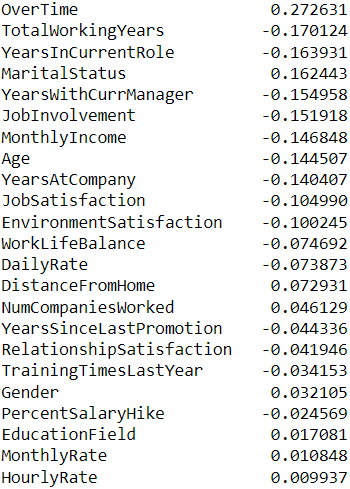 OverTime 0.272631
TotalWorkingYears -0.170124
YearsInCurrentRole -0.163931
MaritalStatus 0.162443
YearsWithCurrManager -0.154958
JobInvolvement -0.151918
MonthlyIncome -0.146848
Age -0.144507
YearsAtCompany -0.140407
JobSatisfaction -0.104990
EnvironmentSatisfaction -0.100245
WorkLifeBalance -0.074692
DailyRate -0.073873
DistanceFromHome 0.072931
NumCompaniesWorked 0.046129
YearsSinceLastPromotion -0.044336
RelationshipSatisfaction -0.041946
TrainingTimesLastYear -0.034153
Gender 0.032105
PercentSalaryHike -0.024569
EducationField 0.017081
MonthlyRate 0.010848
HourlyRate 0.009937